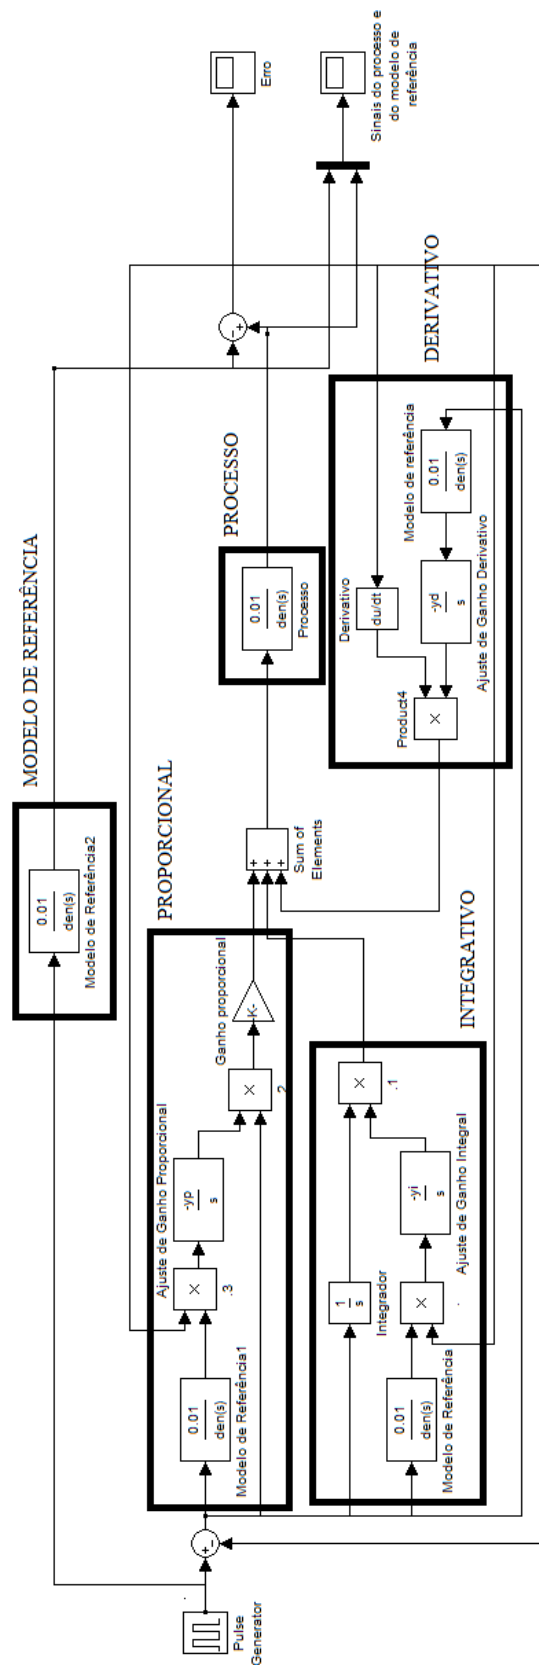 Pulse
Generator
MODELO DE REFERÊNCIA
0.01
den(s)
Modelo de Referência2
PROPORCIONAL
0.01
den(s)
Modelo de Referência1
×
.3
-yp
s
Ajuste de Ganho Proporcional
×
2
-K-
Ganho proporcional
INTEGRATIVO
1
s
Integrador
0.01
den(s)
Modelo de Referência
×
.
-yi
s
Ajuste de Ganho Integral
×
.1
+
+
+
Sum of
Elements
PROCESSO
0.01
den(s)
Processo
DERIVATIVO
Derivativo
du/dt
Product4
×
-yd
s
Ajuste de Ganho Derivativo
Modelo de referência
0.01
den(s)
+
-
-
+
Erro
Sinais do processo e
do modelo de
referência